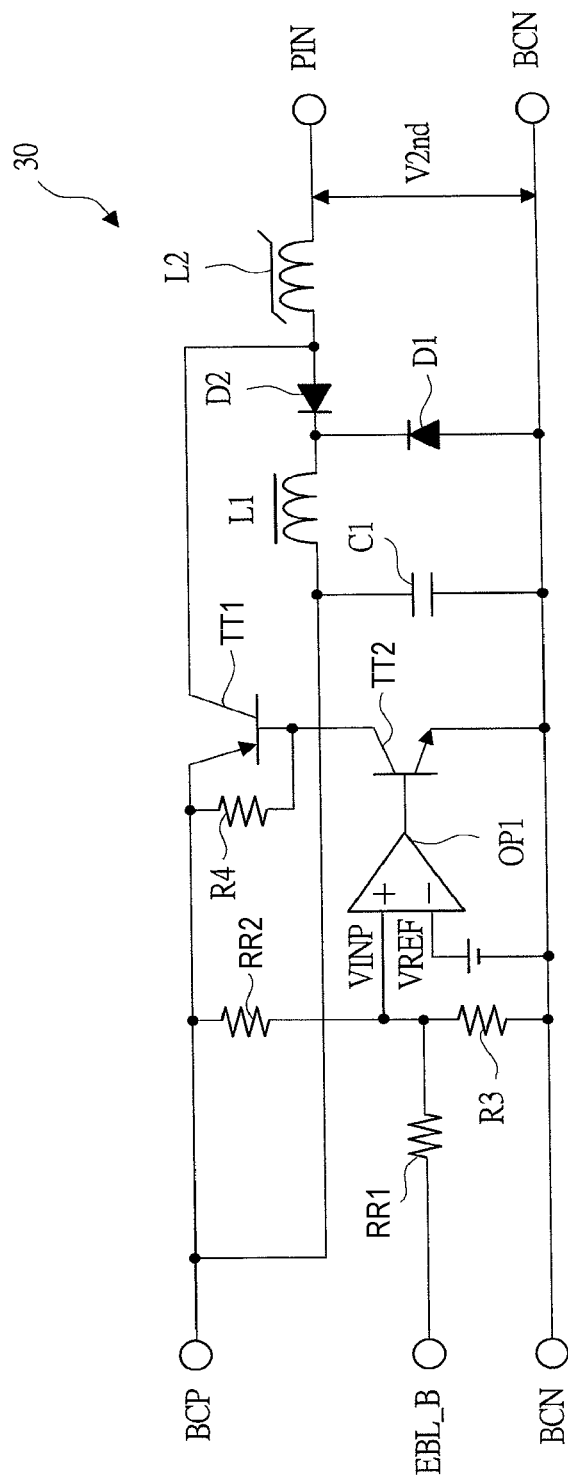 30
PIN
BCN
V2nd
L2
D2
D1
L1
C1
TT1
TT2
R4
RR2
OP1
VINP
VREF
+
−
R3
RR1
BCP
EBL_B
BCN